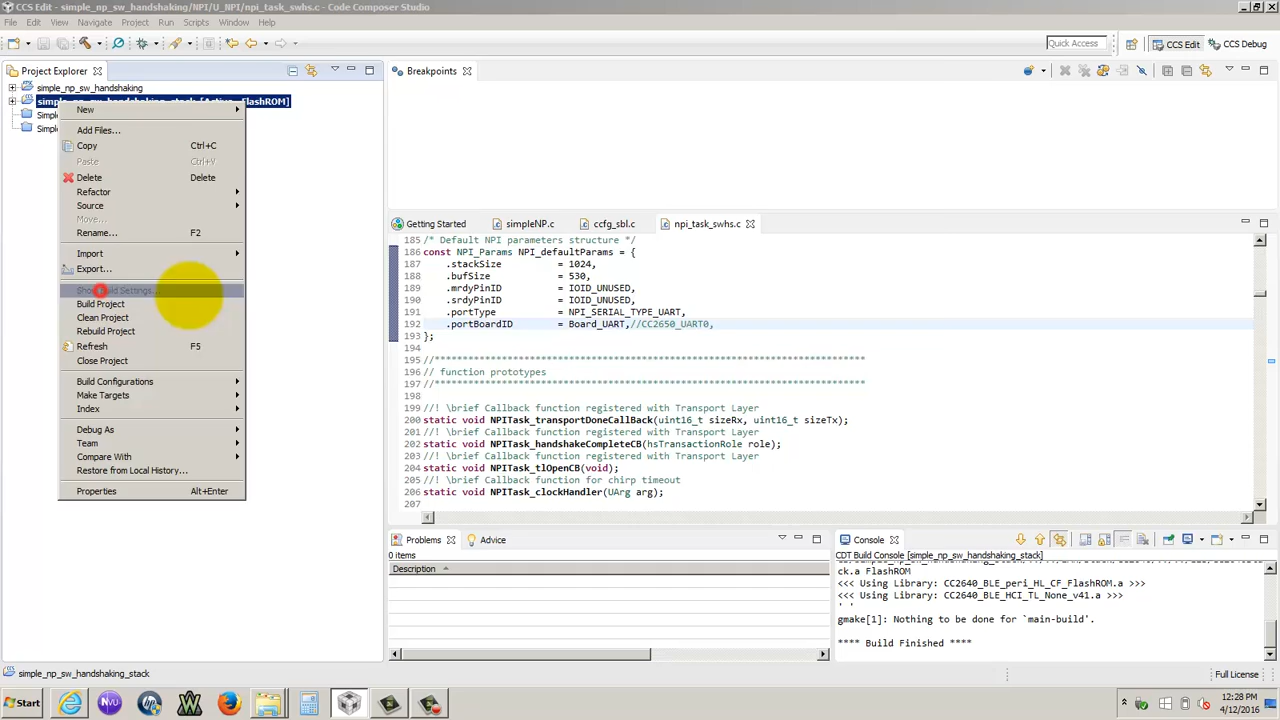 CCS Edit - simple_np_sw_handshaking/NPI/U_NPI/npi_task_swhs.c - Code Composer Studio
File Edit View Navigate Project Run Scripts Window Help
Quick Access
CCS Edit
CCS Debug
Project Explorer
simple_np_sw_handshaking
simple_np_sw_handshaking_stack [Active - FlashROM]
Simpl
Simpl
New
Add Files...
Copy Ctrl+C
Paste Ctrl+V
Delete Delete
Refactor
Source
Move...
Rename... F2
Import
Export...
Show Build Settings...
Build Project
Clean Project
Rebuild Project
Refresh F5
Close Project
Build Configurations
Make Targets
Index
Debug As
Team
Compare With
Restore from Local History...
Properties Alt+Enter
Breakpoints
Getting Started simpleNP.c ccfg_sbl.c npi_task_swhs.c
185 /* Default NPI parameters structure */
186 const NPI_Params NPI_defaultParams = {
187 .stackSize = 1024,
188 .bufSize = 530,
189 .mrdyPinID = IOID_UNUSED,
190 .srdyPinID = IOID_UNUSED,
191 .portType = NPI_SERIAL_TYPE_UART,
192 .portBoardID = Board_UART,//CC2650_UART0,
193 };
194
195 //*****************************************************************************
196 // function prototypes
197 //*****************************************************************************
198
199 //! \brief Callback function registered with Transport Layer
200 static void NPITask_transportDoneCallBack(uint16_t sizeRx, uint16_t sizeTx);
201 //! \brief Callback function registered with Transport Layer
202 static void NPITask_handshakeCompleteCB(hsTransactionRole role);
203 //! \brief Callback function registered with Transport Layer
204 static void NPITask_tlOpenCB(void);
205 //! \brief Callback function for chirp timeout
206 static void NPITask_clockHandler(UArg arg);
207
Problems Advice
0 items
Description
Console
CDT Build Console [simple_np_sw_handshaking_stack]
ck.a FlashROM
<<< Using Library: CC2640_BLE_peri_HL_CF_FlashROM.a >>>
<<< Using Library: CC2640_BLE_HCI_TL_None_v41.a >>>
' '
gmake[1]: Nothing to be done for `main-build'.
**** Build Finished ****
simple_np_sw_handshaking_stack
Full License
Start
12:28 PM
4/12/2016